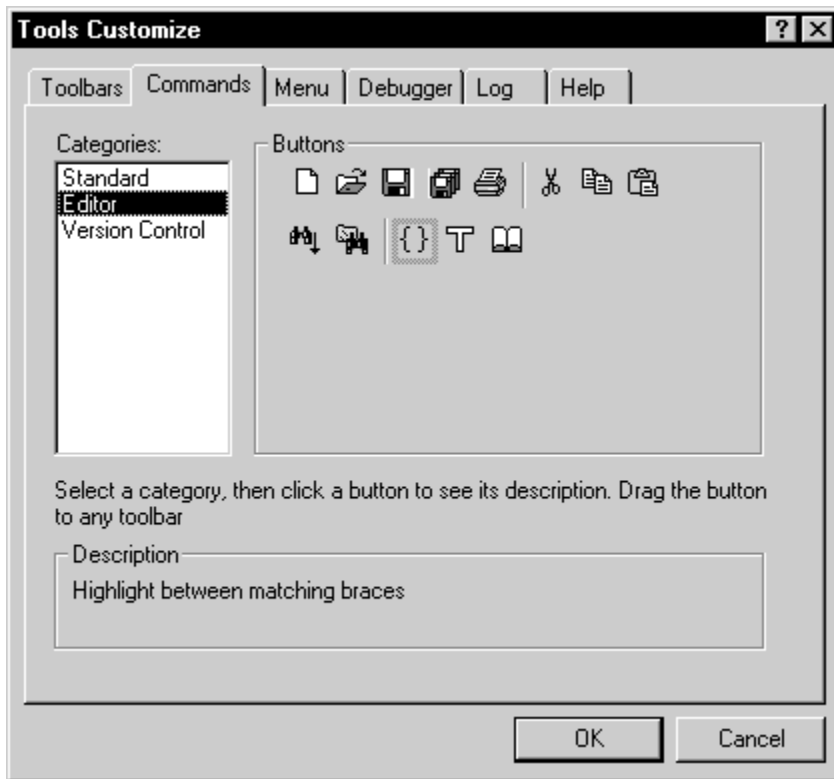 Tools Customize
Toolbars Commands Menu Debugger Log Help
Categories:
Standard
Editor
Version Control
Buttons
{}
Select a category, then click a button to see its description. Drag the button
to any toolbar
Description
Highlight between matching braces
OK Cancel